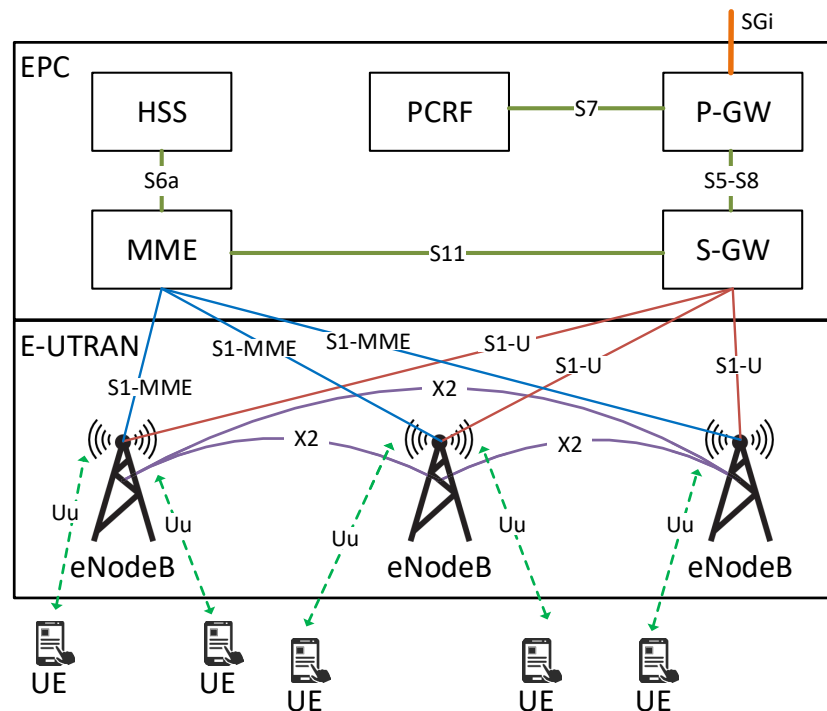 SGi
EPC
HSS
PCRF
S7
P-GW
S6a
S5-S8
MME
S11
S-GW
E-UTRAN
S1-MME
S1-MME
S1-MME
S1-U
S1-U
S1-U
X2
X2
X2
Uu
Uu
Uu
Uu
Uu
eNodeB
eNodeB
eNodeB
UE
UE
UE
UE
UE